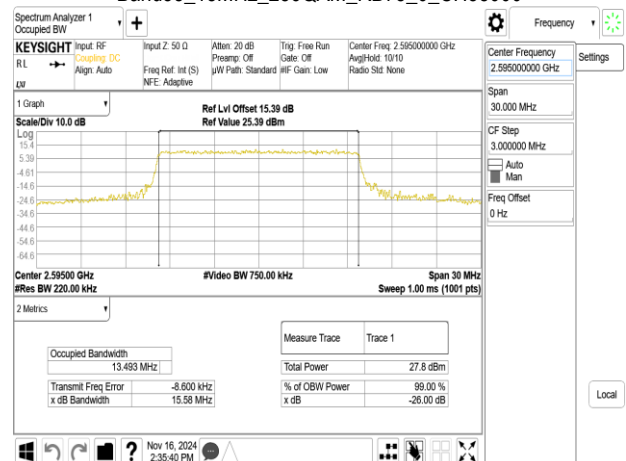 Spectrum Analyzer 1
Occupied BW
Frequency
KEYSIGHT
RL
Input: RF
Coupling: DC
Align: Auto
Input Z: 50 Ω
Freq Ref: Int (S)
NFE: Adaptive
Atten: 20 dB
Preamp: Off
µW Path: Standard
Trig: Free Run
Gate: Off
#IF Gain: Low
Center Freq: 2.595000000 GHz
Avg|Hold: 10/10
Radio Std: None
LXI
Center Frequency
2.595000000 GHz
Settings
Span
30.000 MHz
CF Step
3.000000 MHz
Auto
Man
Freq Offset
0 Hz
Local
1 Graph
Scale/Div 10.0 dB
Ref Lvl Offset 15.39 dB
Ref Value 25.39 dBm
Log
15.4
5.39
-4.61
-14.6
-24.6
-34.6
-44.6
-54.6
-64.6
Center 2.59500 GHz
#Video BW 750.00 kHz
Span 30 MHz
#Res BW 220.00 kHz
Sweep 1.00 ms (1001 pts)
2 Metrics
Measure Trace Trace 1
Occupied Bandwidth
13.493 MHz
Total Power 27.8 dBm
Transmit Freq Error -8.600 kHz
% of OBW Power 99.00 %
x dB Bandwidth 15.58 MHz
x dB -26.00 dB
Nov 16, 2024
2:35:40 PM